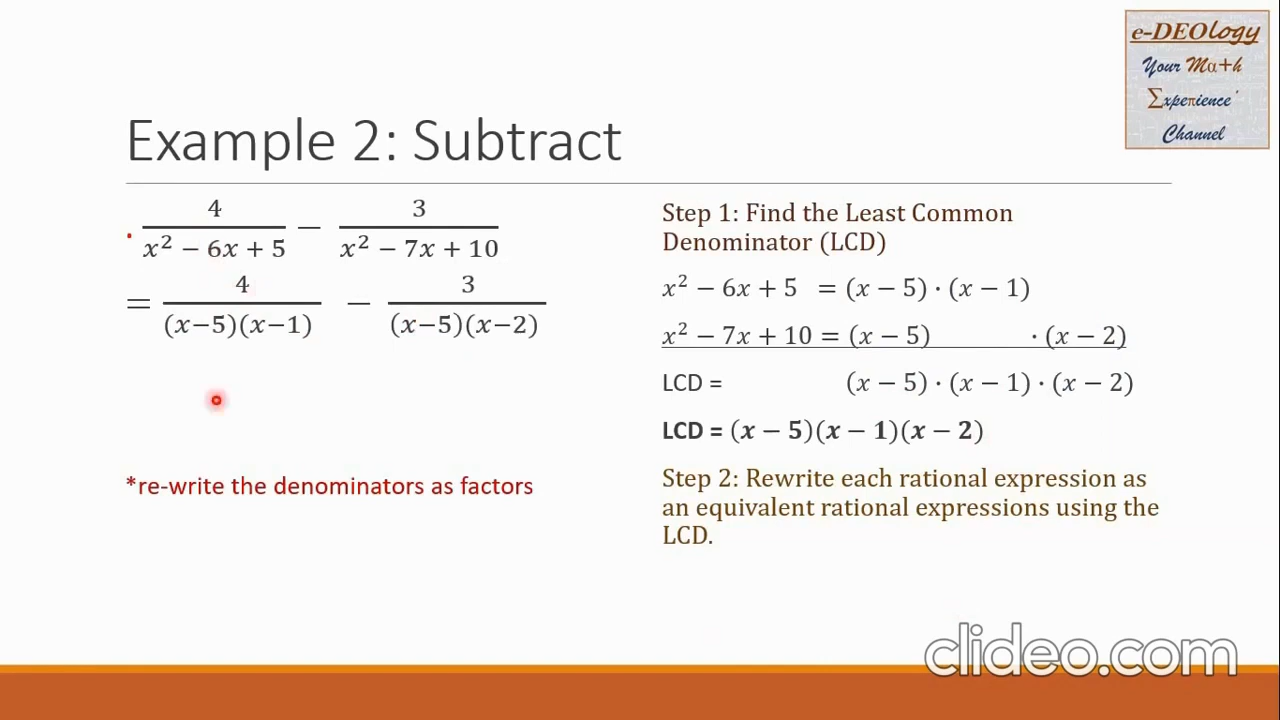 e-DEOlogy
Your Mα+h
Σxpeπience'
Channel
Example 2: Subtract
. 4/(x² − 6x + 5) − 3/(x² − 7x + 10)
= 4/((x−5)(x−1)) − 3/((x−5)(x−2))
*re-write the denominators as factors
Step 1: Find the Least Common
Denominator (LCD)
x² − 6x + 5 = (x − 5) · (x − 1)
x² − 7x + 10 = (x − 5) · (x − 2)
LCD = (x − 5) · (x − 1) · (x − 2)
LCD = (x − 5)(x − 1)(x − 2)
Step 2: Rewrite each rational expression as
an equivalent rational expressions using the
LCD.
clideo.com